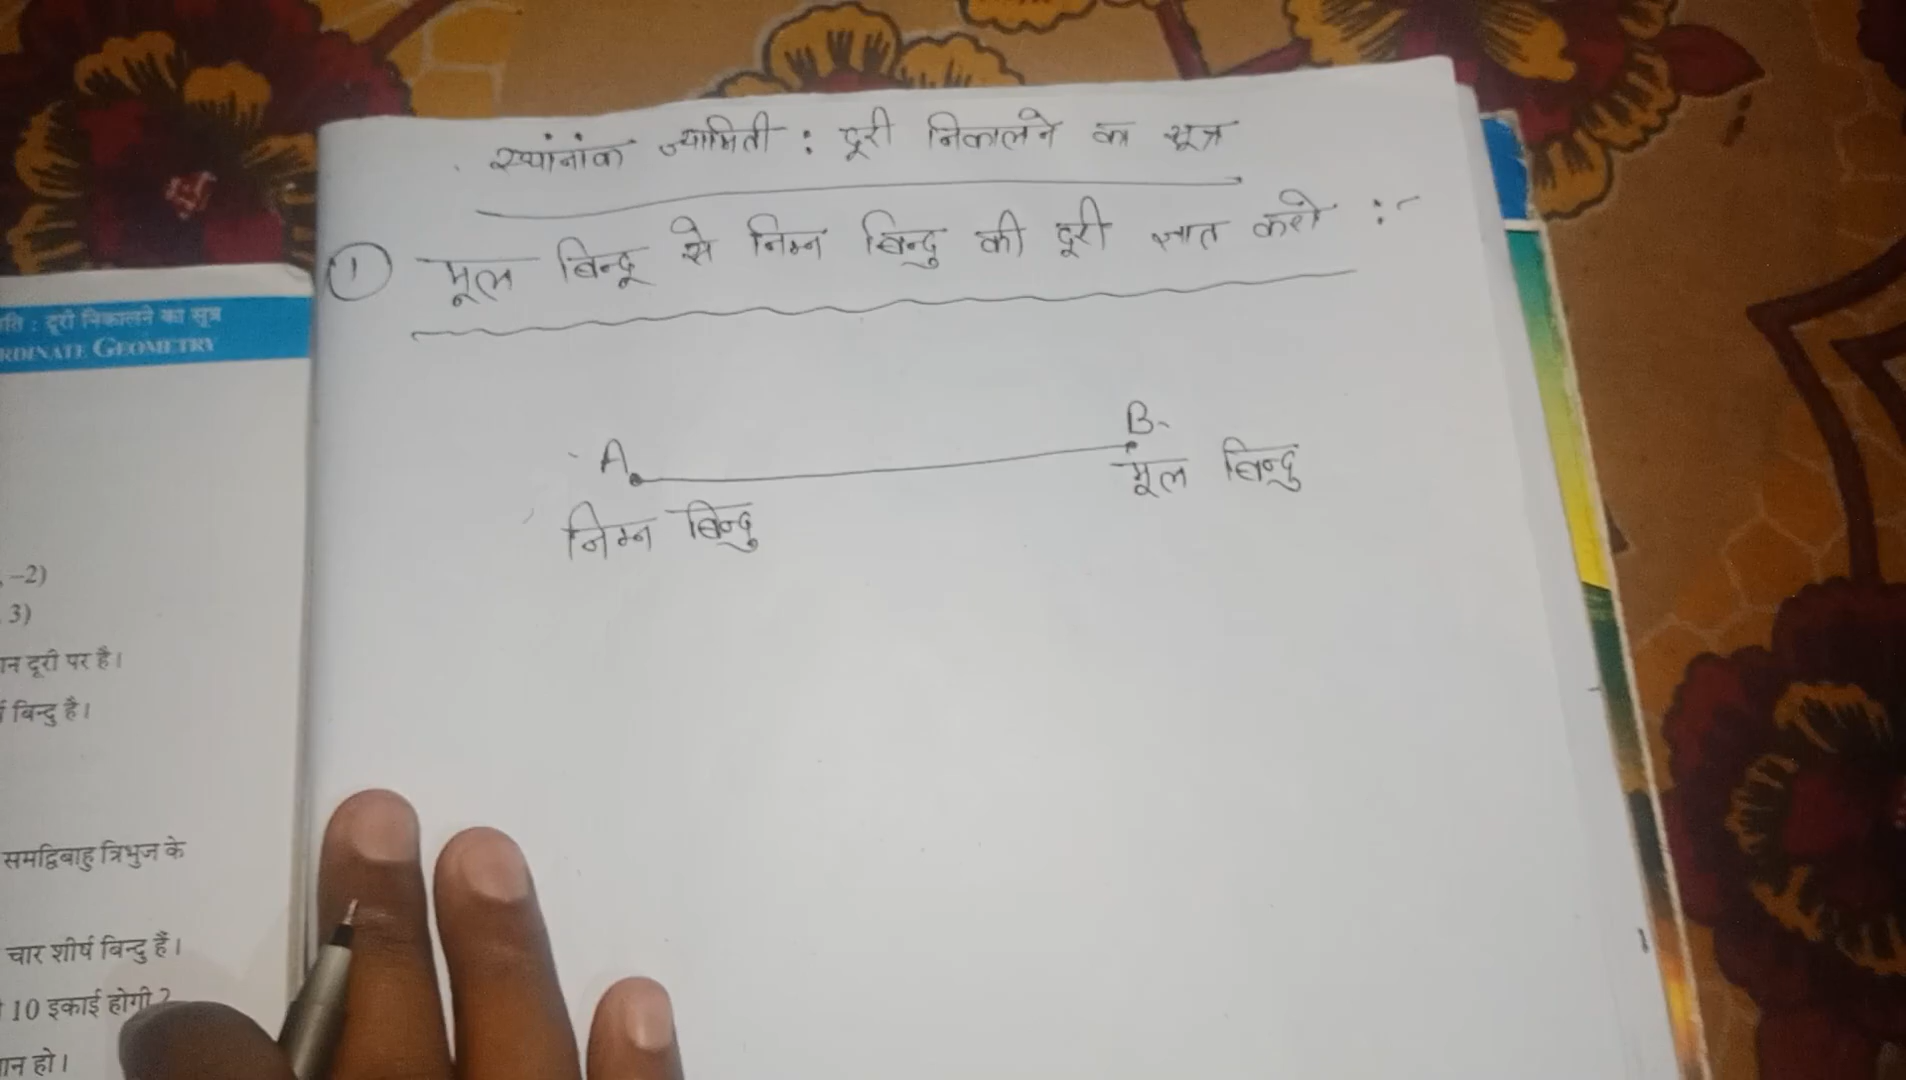 स्थांनांक ज्यामिती : दूरी निकालने का सूत्र
① मूल बिन्दू से निम्न बिन्दु की दूरी ज्ञात करो :-
A
B
निम्न बिन्दु
मूल बिन्दु
ति : दूरी निकालने का सूत्र
RDINATE GEOMETRY
-2)
3)
ान दूरी पर है।
बिन्दु है।
समद्विबाहु त्रिभुज के
चार शीर्ष बिन्दु हैं।
10 इकाई होगी ?
ान हो।